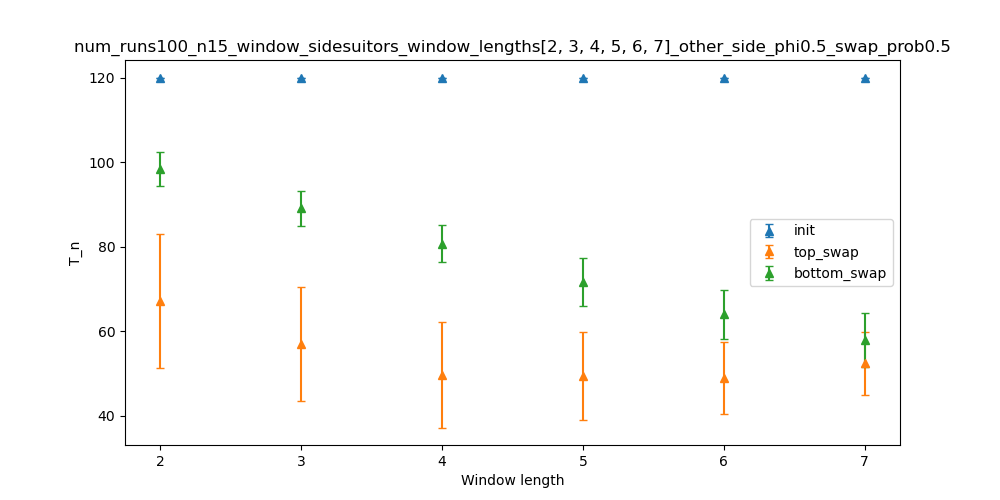 num_runs100_n15_window_sidesuitors_window_lengths[2, 3, 4, 5, 6, 7]_other_side_phi0.5_swap_prob0.5
120
100
80
60
40
T_n
init
top_swap
bottom_swap
2 3 4 5 6 7
Window length